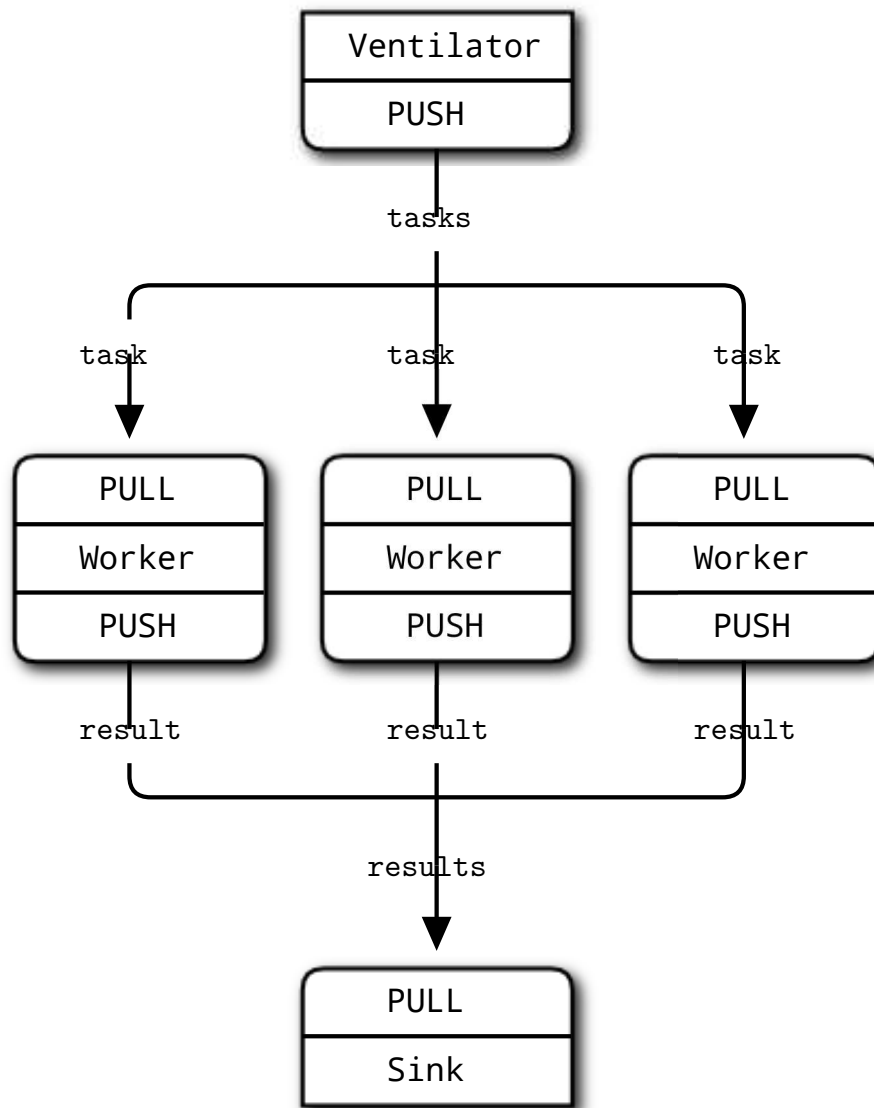 Ventilator
PUSH
tasks
task task task
PULL PULL PULL
Worker Worker Worker
PUSH PUSH PUSH
result result result
results
PULL
Sink